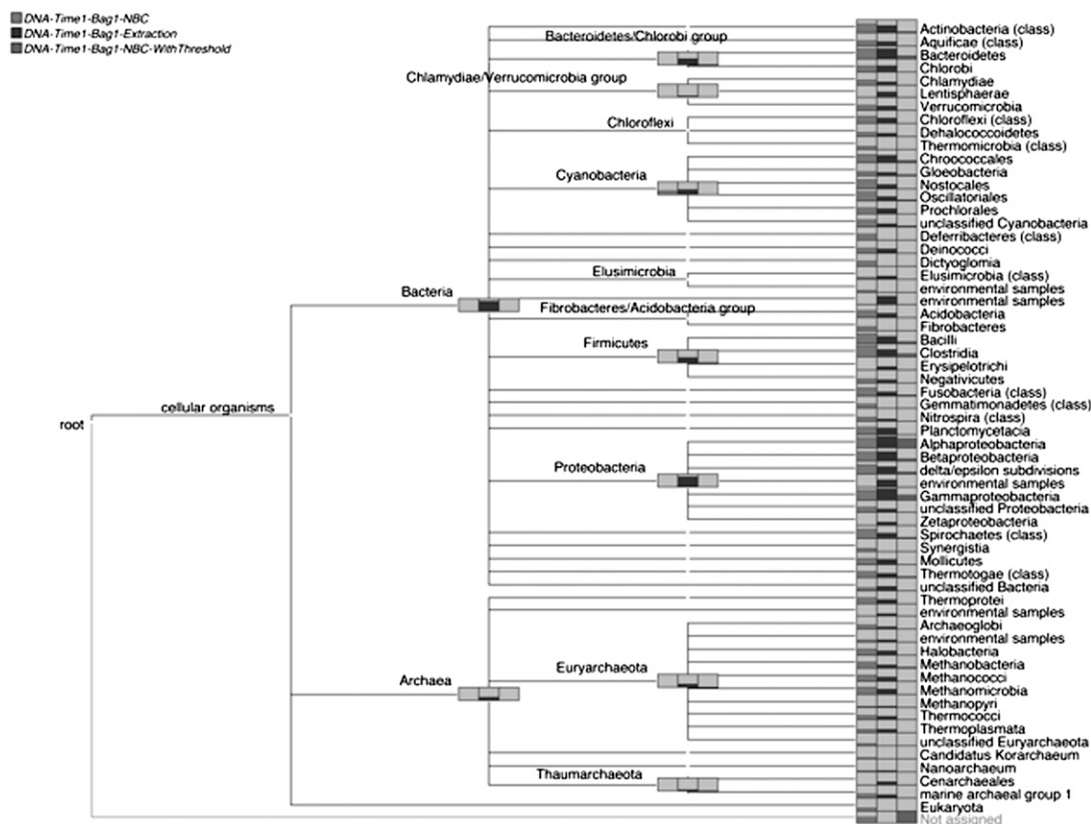 DNA-Time1-Bag1-NBC
DNA-Time1-Bag1-Extraction
DNA-Time1-Bag1-NBC-WithThreshold
Actinobacteria (class)
Bacteroidetes/Chlorobi group
Aquificae (class)
Bacteroidetes
Chlorobi
Chlamydiae/Verrucomicrobia group
Chlamydiae
Lentisphaerae
Verrucomicrobia
Chloroflexi
Chloroflexi (class)
Dehalococcoidetes
Thermomicrobia (class)
Chroococcales
Cyanobacteria
Gloeobacteria
Nostocales
Oscillatoriales
Prochlorales
unclassified Cyanobacteria
Deferribacteres (class)
Deinococci
Dictyoglomia
Elusimicrobia
Elusimicrobia (class)
environmental samples
Bacteria
environmental samples
Fibrobacteres/Acidobacteria group
Acidobacteria
Fibrobacteres
Firmicutes
Bacilli
Clostridia
Erysipelotrichi
Negativicutes
Fusobacteria (class)
cellular organisms
Gemmatimonadetes (class)
Nitrospira (class)
root
Planctomycetacia
Alphaproteobacteria
Betaproteobacteria
Proteobacteria
delta/epsilon subdivisions
environmental samples
Gammaproteobacteria
unclassified Proteobacteria
Zetaproteobacteria
Spirochaetes (class)
Synergistia
Mollicutes
Thermotogae (class)
unclassified Bacteria
Thermoprotei
environmental samples
Archaeoglobi
environmental samples
Halobacteria
Euryarchaeota
Methanobacteria
Archaea
Methanococci
Methanomicrobia
Methanopyri
Thermococci
Thermoplasmata
unclassified Euryarchaeota
Candidatus Korarchaeum
Nanoarchaeum
Thaumarchaeota
Cenarchaeales
marine archaeal group 1
Eukaryota
Not assigned